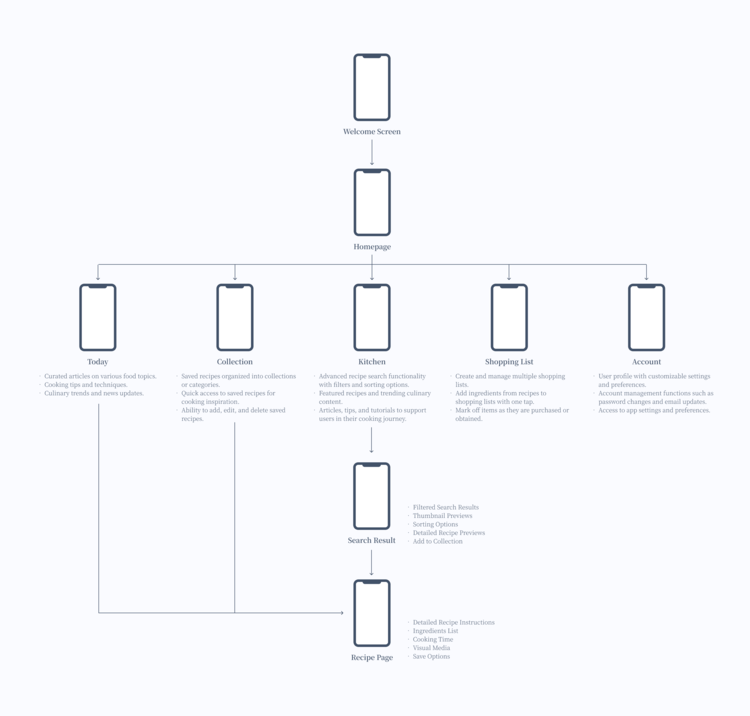 Welcome Screen
Homepage
Today
· Curated articles on various food topics.
· Cooking tips and techniques.
· Culinary trends and news updates.
Collection
· Saved recipes organized into collections
or categories.
· Quick access to saved recipes for
cooking inspiration.
· Ability to add, edit, and delete saved
recipes.
Kitchen
· Advanced recipe search functionality
with filters and sorting options.
· Featured recipes and trending culinary
content.
· Articles, tips, and tutorials to support
users in their cooking journey.
Shopping List
· Create and manage multiple shopping
lists.
· Add ingredients from recipes to
shopping lists with one tap.
· Mark off items as they are purchased or
obtained.
Account
· User profile with customizable settings
and preferences.
· Account management functions such as
password changes and email updates.
· Access to app settings and preferences.
Search Result
· Filtered Search Results
· Thumbnail Previews
· Sorting Options
· Detailed Recipe Previews
· Add to Collection
Recipe Page
· Detailed Recipe Instructions
· Ingredients List
· Cooking Time
· Visual Media
· Save Options